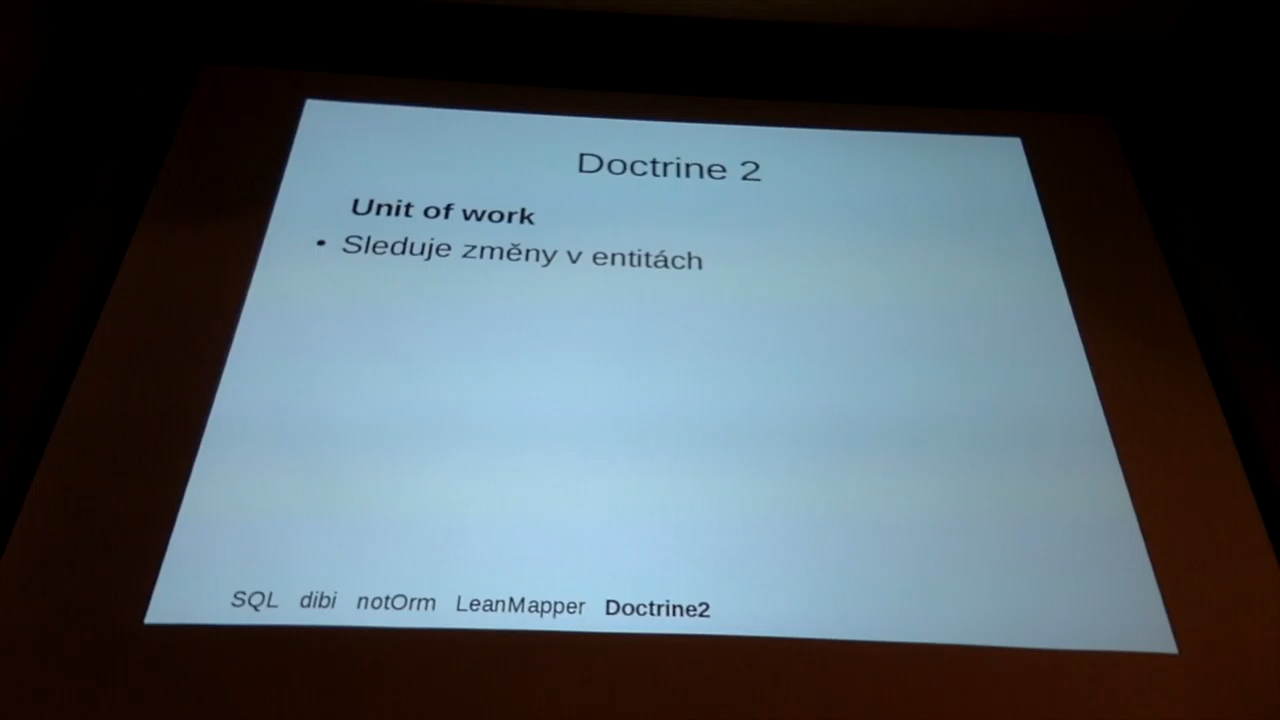 Doctrine 2
Unit of work
• Sleduje změny v entitách
SQL dibi notOrm LeanMapper Doctrine2